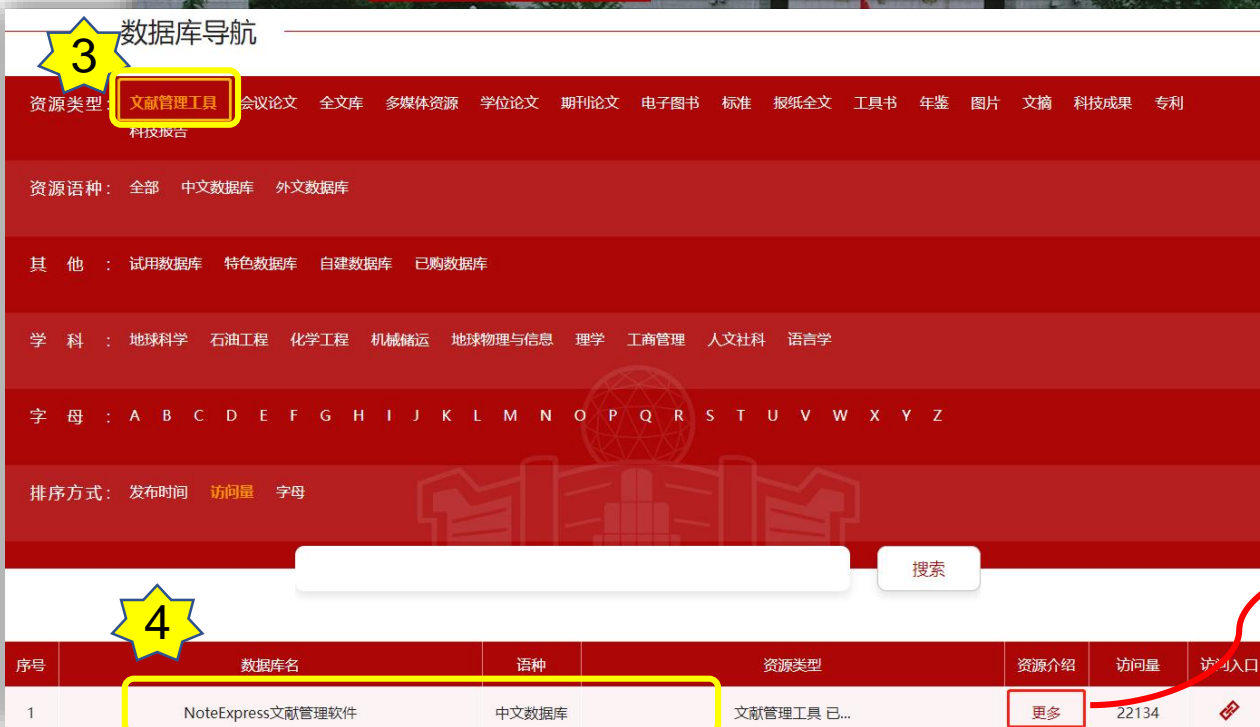 数据库导航
3
资源类型: 文献管理工具 会议论文 全文库 多媒体资源 学位论文 期刊论文 电子图书 标准 报纸全文 工具书 年鉴 图片 文摘 科技成果 专利
科技报告
资源语种: 全部 中文数据库 外文数据库
其 他 : 试用数据库 特色数据库 自建数据库 已购数据库
学 科 : 地球科学 石油工程 化学工程 机械储运 地球物理与信息 理学 工商管理 人文社科 语言学
字 母 : A B C D E F G H I J K L M N O P Q R S T U V W X Y Z
排序方式: 发布时间 访问量 字母
搜索
4
序号 数据库名 语种 资源类型 资源介绍 访问量 访问入口
1 NoteExpress文献管理软件 中文数据库 文献管理工具 已... 更多 22134